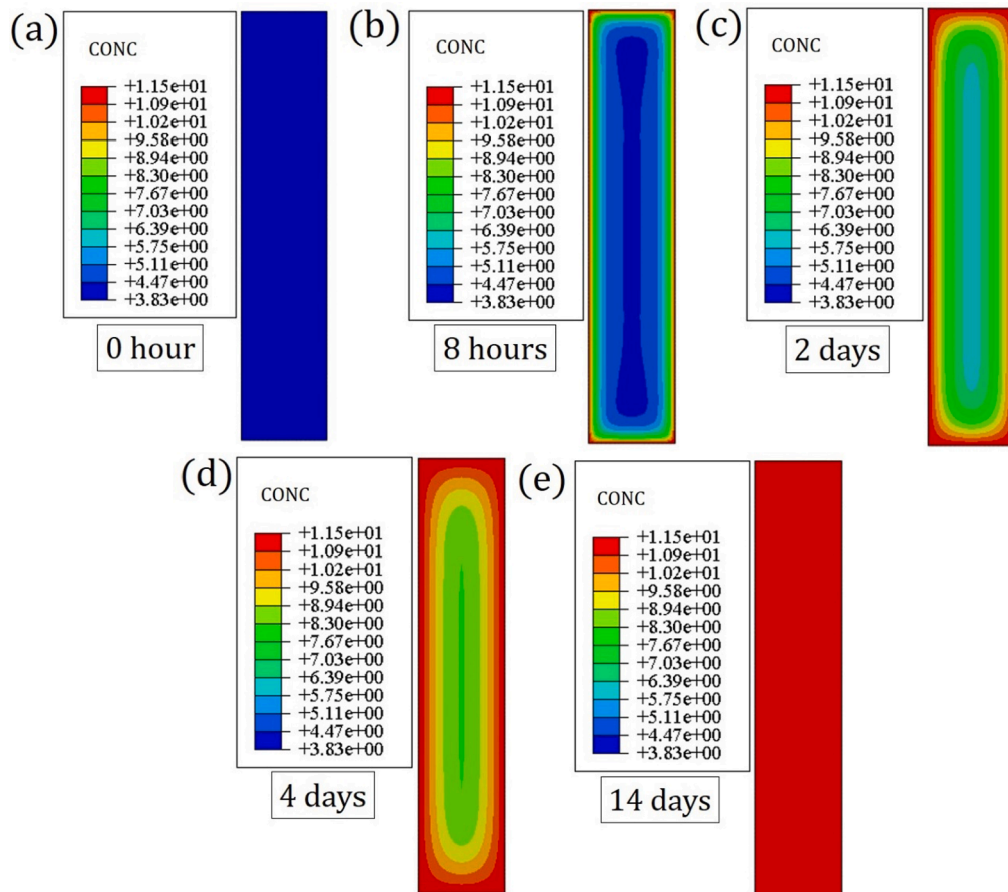 (a)
CONC
+1.15e+01
+1.09e+01
+1.02e+01
+9.58e+00
+8.94e+00
+8.30e+00
+7.67e+00
+7.03e+00
+6.39e+00
+5.75e+00
+5.11e+00
+4.47e+00
+3.83e+00
0 hour
(b)
CONC
+1.15e+01
+1.09e+01
+1.02e+01
+9.58e+00
+8.94e+00
+8.30e+00
+7.67e+00
+7.03e+00
+6.39e+00
+5.75e+00
+5.11e+00
+4.47e+00
+3.83e+00
8 hours
(c)
CONC
+1.15e+01
+1.09e+01
+1.02e+01
+9.58e+00
+8.94e+00
+8.30e+00
+7.67e+00
+7.03e+00
+6.39e+00
+5.75e+00
+5.11e+00
+4.47e+00
+3.83e+00
2 days
(d)
CONC
+1.15e+01
+1.09e+01
+1.02e+01
+9.58e+00
+8.94e+00
+8.30e+00
+7.67e+00
+7.03e+00
+6.39e+00
+5.75e+00
+5.11e+00
+4.47e+00
+3.83e+00
4 days
(e)
CONC
+1.15e+01
+1.09e+01
+1.02e+01
+9.58e+00
+8.94e+00
+8.30e+00
+7.67e+00
+7.03e+00
+6.39e+00
+5.75e+00
+5.11e+00
+4.47e+00
+3.83e+00
14 days